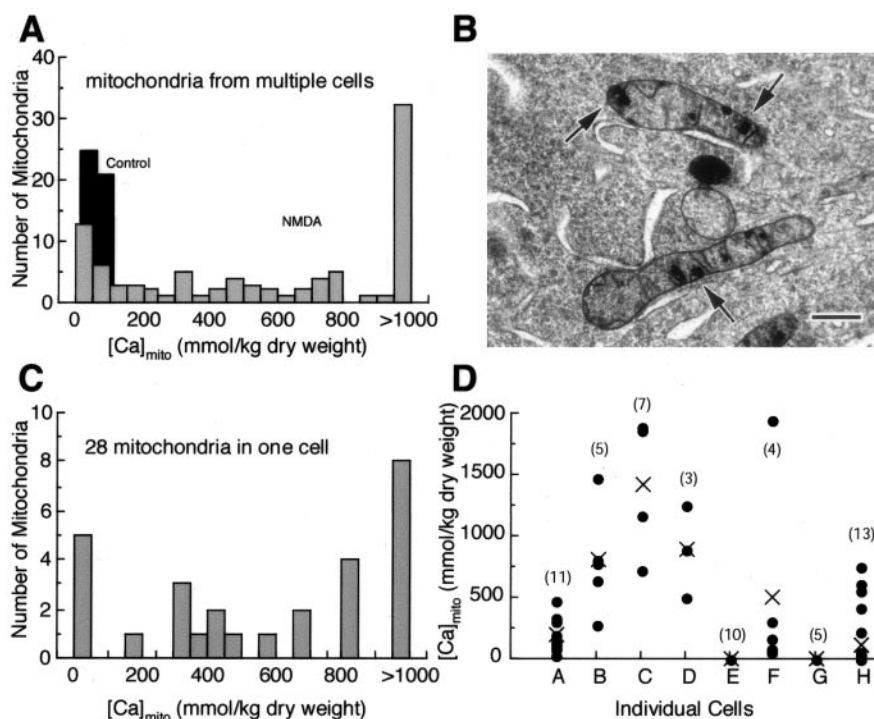 A
mitochondria from multiple cells
Number of Mitochondria
40
30
20
10
0
Control
NMDA
0 200 400 600 800 >1000
[Ca]mito (mmol/kg dry weight)
B
C
28 mitochondria in one cell
Number of Mitochondria
10
8
6
4
2
0
0 200 400 600 800 >1000
[Ca]mito (mmol/kg dry weight)
D
[Ca]mito (mmol/kg dry weight)
2000
1500
1000
500
0
(11)
(5)
(7)
(3)
(10)
(4)
(5)
(13)
A B C D E F G H
Individual Cells